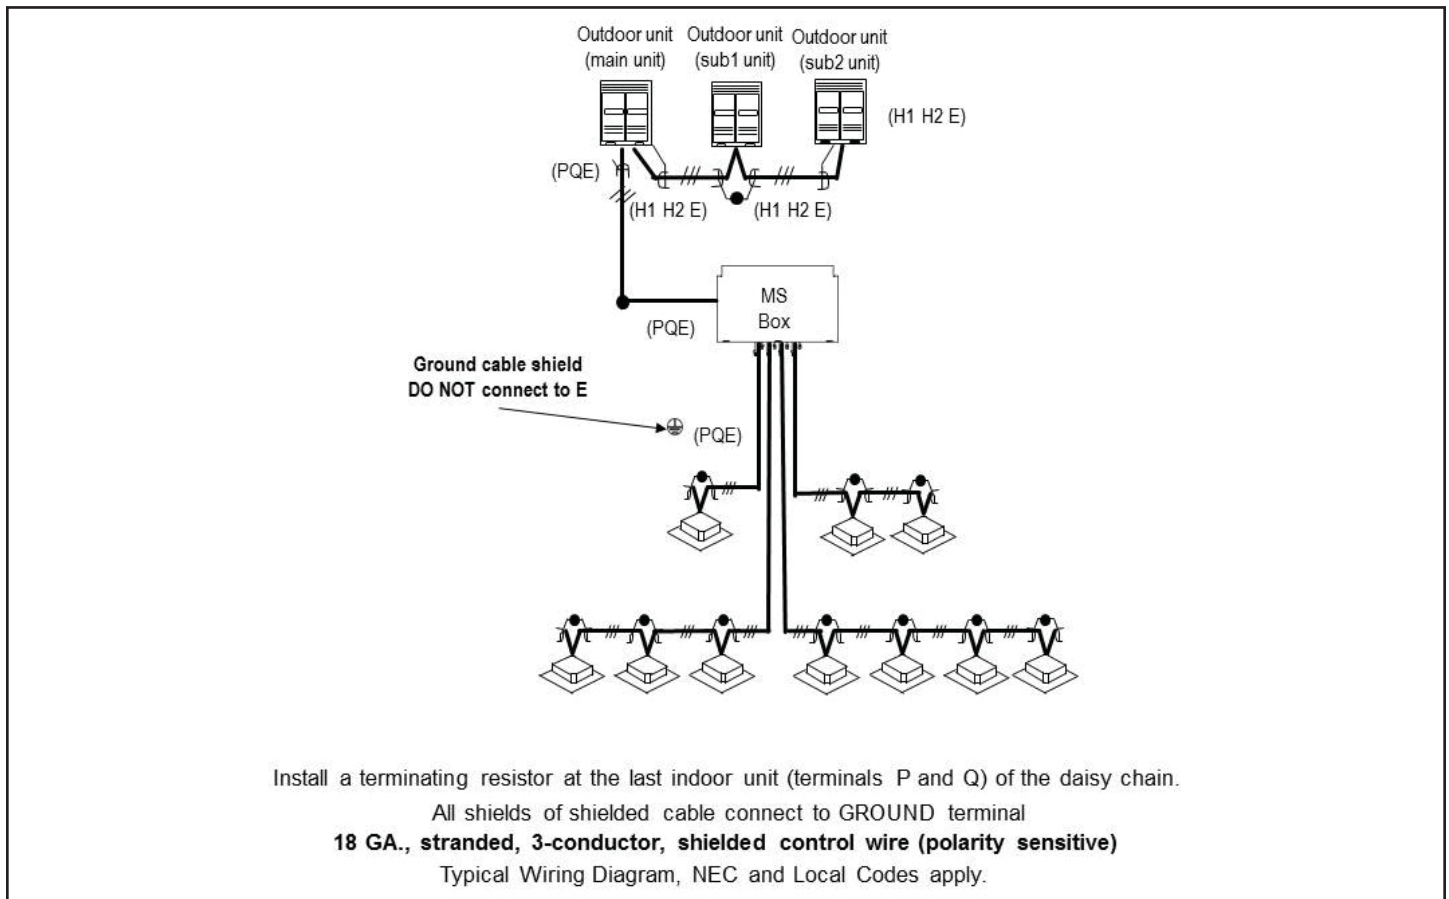 Outdoor unit
(main unit)
Outdoor unit
(sub1 unit)
Outdoor unit
(sub2 unit)
(H1 H2 E)
(PQE)
(H1 H2 E)
(H1 H2 E)
MS
Box
(PQE)
Ground cable shield
DO NOT connect to E
(PQE)
Install a terminating resistor at the last indoor unit (terminals P and Q) of the daisy chain.
All shields of shielded cable connect to GROUND terminal
18 GA., stranded, 3-conductor, shielded control wire (polarity sensitive)
Typical Wiring Diagram, NEC and Local Codes apply.